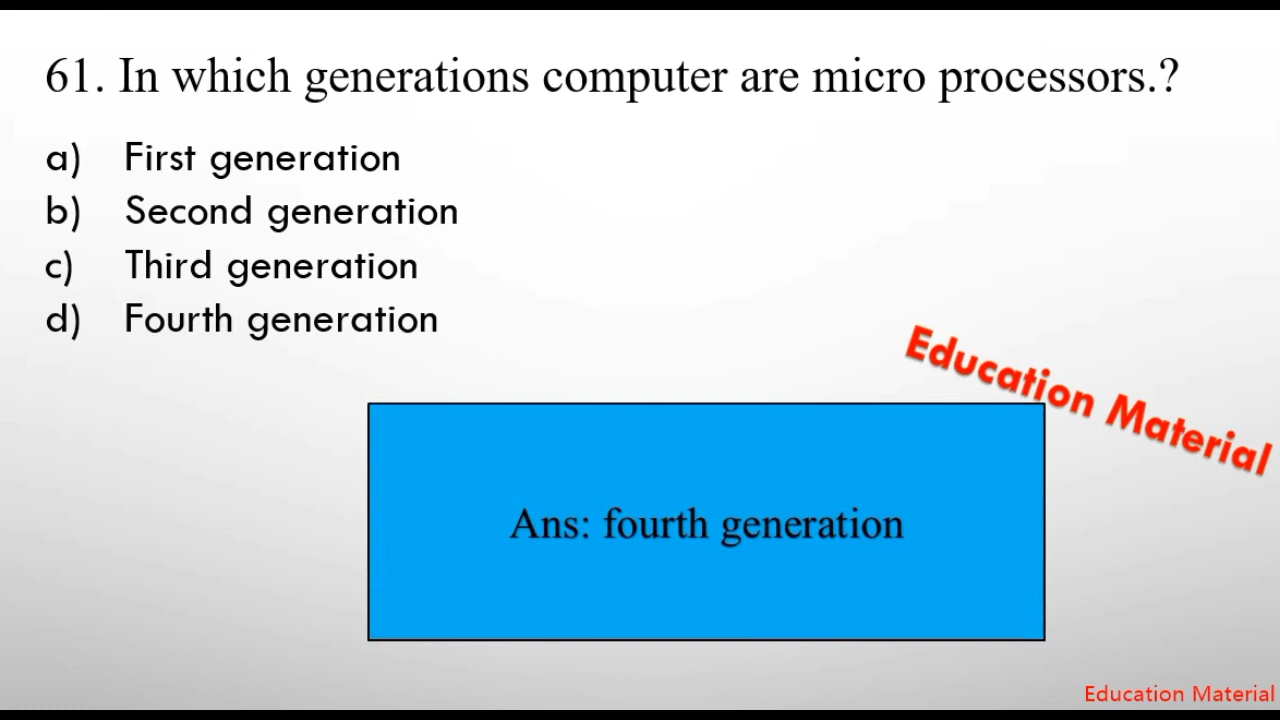 61. In which generations computer are micro processors.?
a) First generation
b) Second generation
c) Third generation
d) Fourth generation
Education Material
Ans: fourth generation
Education Material